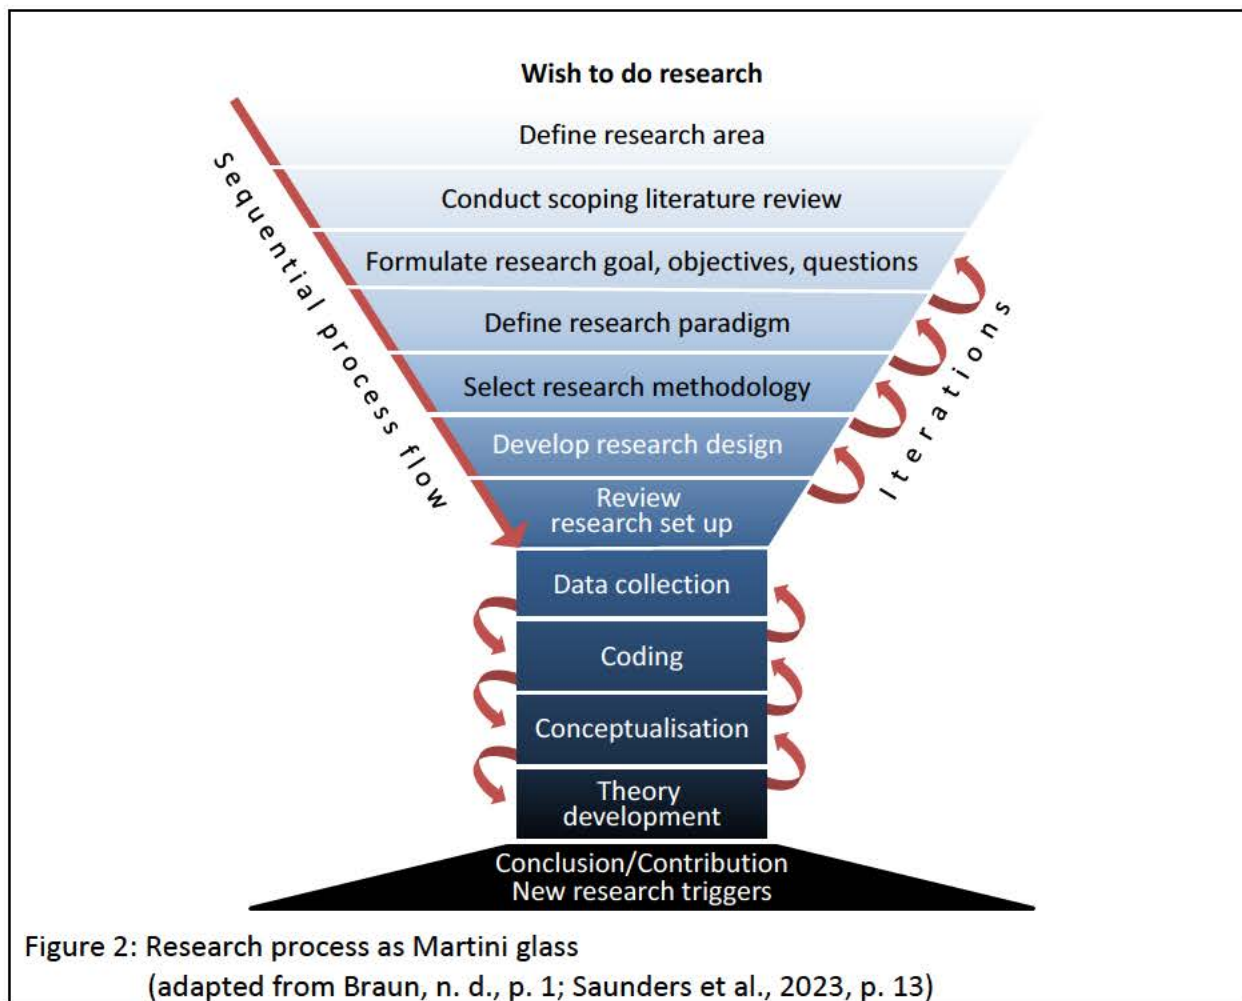 Wish to do research
Define research area
Conduct scoping literature review
Formulate research goal, objectives, questions
Define research paradigm
Select research methodology
Develop research design
Review
research set up
Sequential process flow
Iterations
Data collection
Coding
Conceptualisation
Theory
development
Conclusion/Contribution
New research triggers
Figure 2: Research process as Martini glass
(adapted from Braun, n. d., p. 1; Saunders et al., 2023, p. 13)